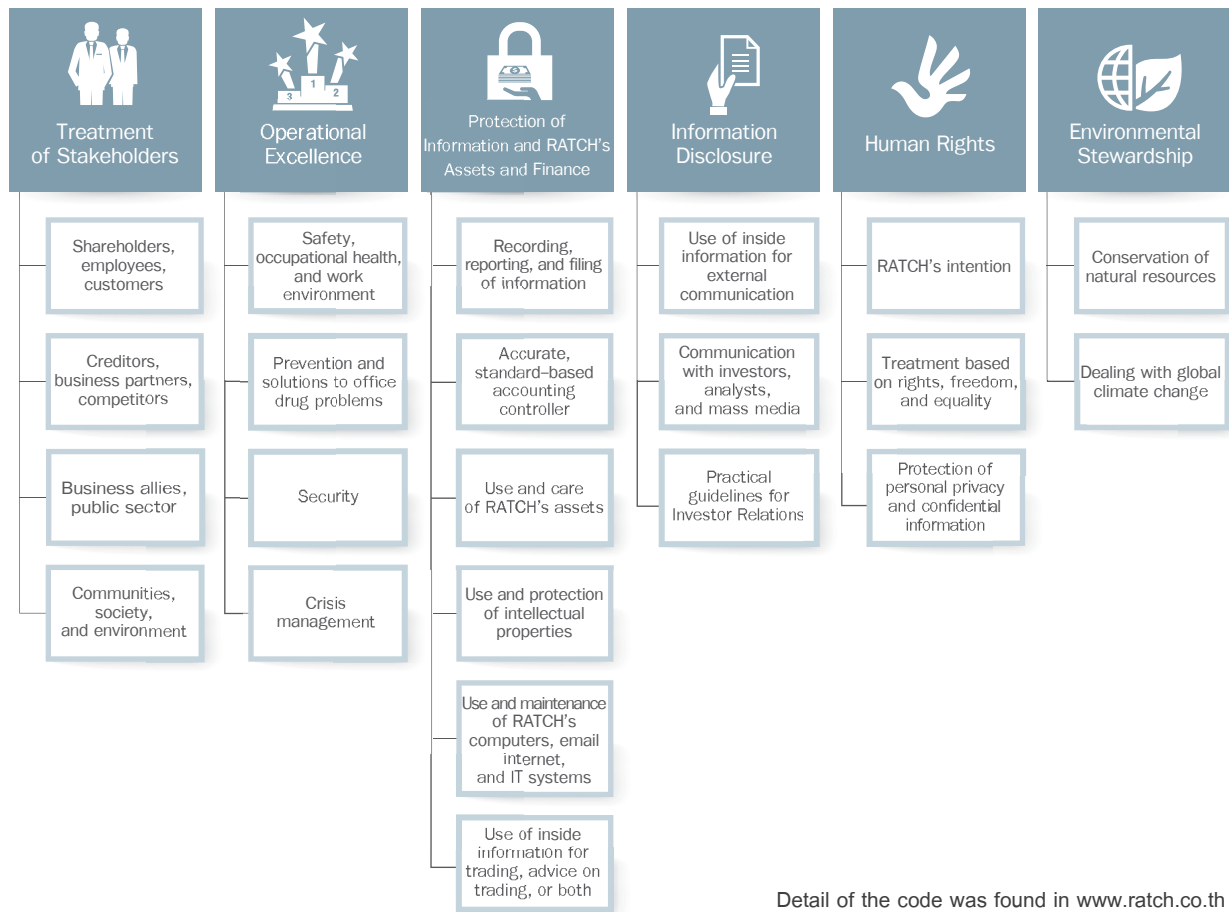 Treatment
of Stakeholders
Shareholders,
employees,
customers
Creditors,
business partners,
competitors
Business allies,
public sector
Communities,
society,
and environment
3
1
2
Operational
Excellence
Safety,
occupational health,
and work
environment
Prevention and
solutions to office
drug problems
Security
Crisis
management
Protection of
Information and RATCH's
Assets and Finance
Recording,
reporting, and filing
of information
Accurate,
standard-based
accounting
controller
Use and care
of RATCH's assets
Use and protection
of intellectual
properties
Use and maintenance
of RATCH's
computers, email
internet,
and IT systems
Use of inside
information for
trading, advice on
trading, or both
Information
Disclosure
Use of inside
information for
external
communication
Communication
with investors,
analysts,
and mass media
Practical
guidelines for
Investor Relations
Human Rights
RATCH's intention
Treatment based
on rights, freedom,
and equality
Protection of
personal privacy
and confidential
information
Environmental
Stewardship
Conservation of
natural resources
Dealing with global
climate change
Detail of the code was found in www.ratch.co.th